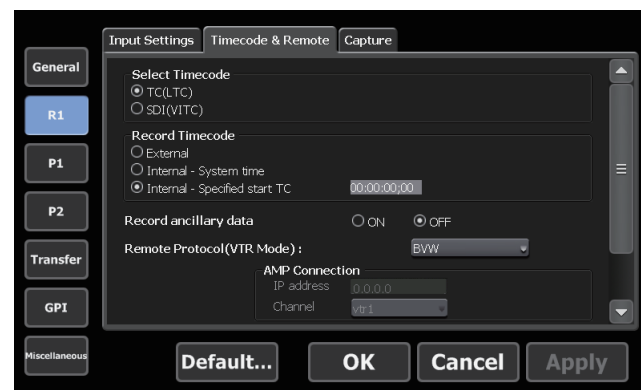 Input Settings Timecode & Remote Capture
General
R1
P1
P2
Transfer
GPI
Miscellaneous
Select Timecode
TC(LTC)
SDI(VITC)
Record Timecode
External
Internal - System time
Internal - Specified start TC 00:00:00;00
Record ancillary data ON OFF
Remote Protocol(VTR Mode) : BVW
AMP Connection
IP address 0.0.0.0
Channel vtr1
Default... OK Cancel Apply